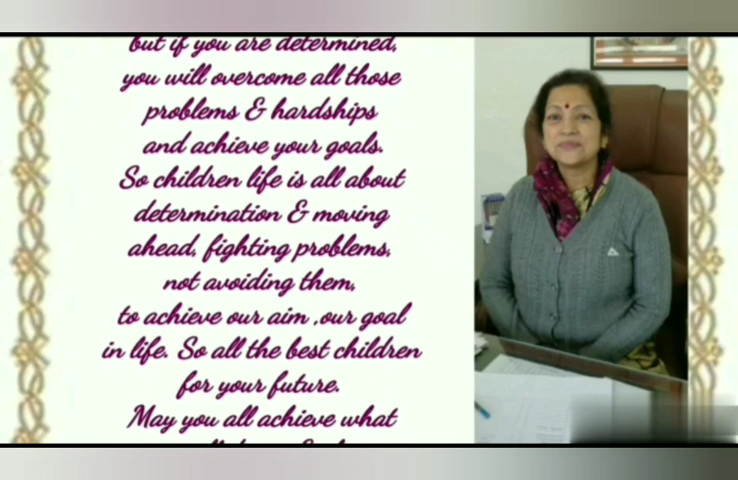 but if you are determined,
you will overcome all those
problems & hardships
and achieve your goals.
So children life is all about
determination & moving
ahead, fighting problems,
not avoiding them,
to achieve our aim ,our goal
in life. So all the best children
for your future.
May you all achieve what